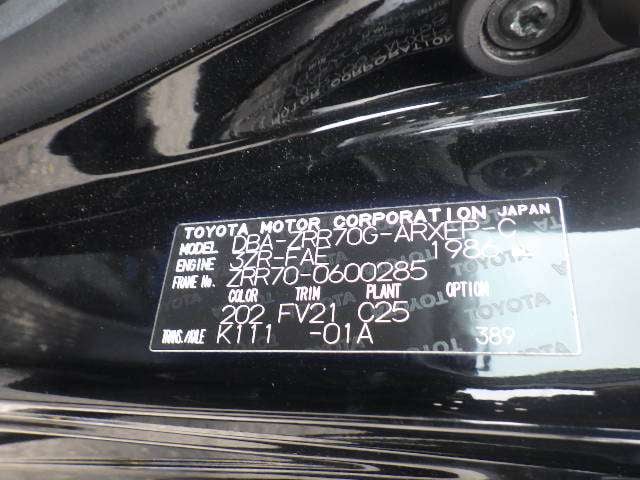 TOYOTA MOTOR CORPORATION JAPAN
MODEL DBA-ZRR70G-ARXEP-C
ENGINE 3ZR-FAE 1986
FRAME No. ZRR70-0600285
COLOR TRIM PLANT OPTION
202 FV21 C25
TRANS./AXLE K111 -01A 389